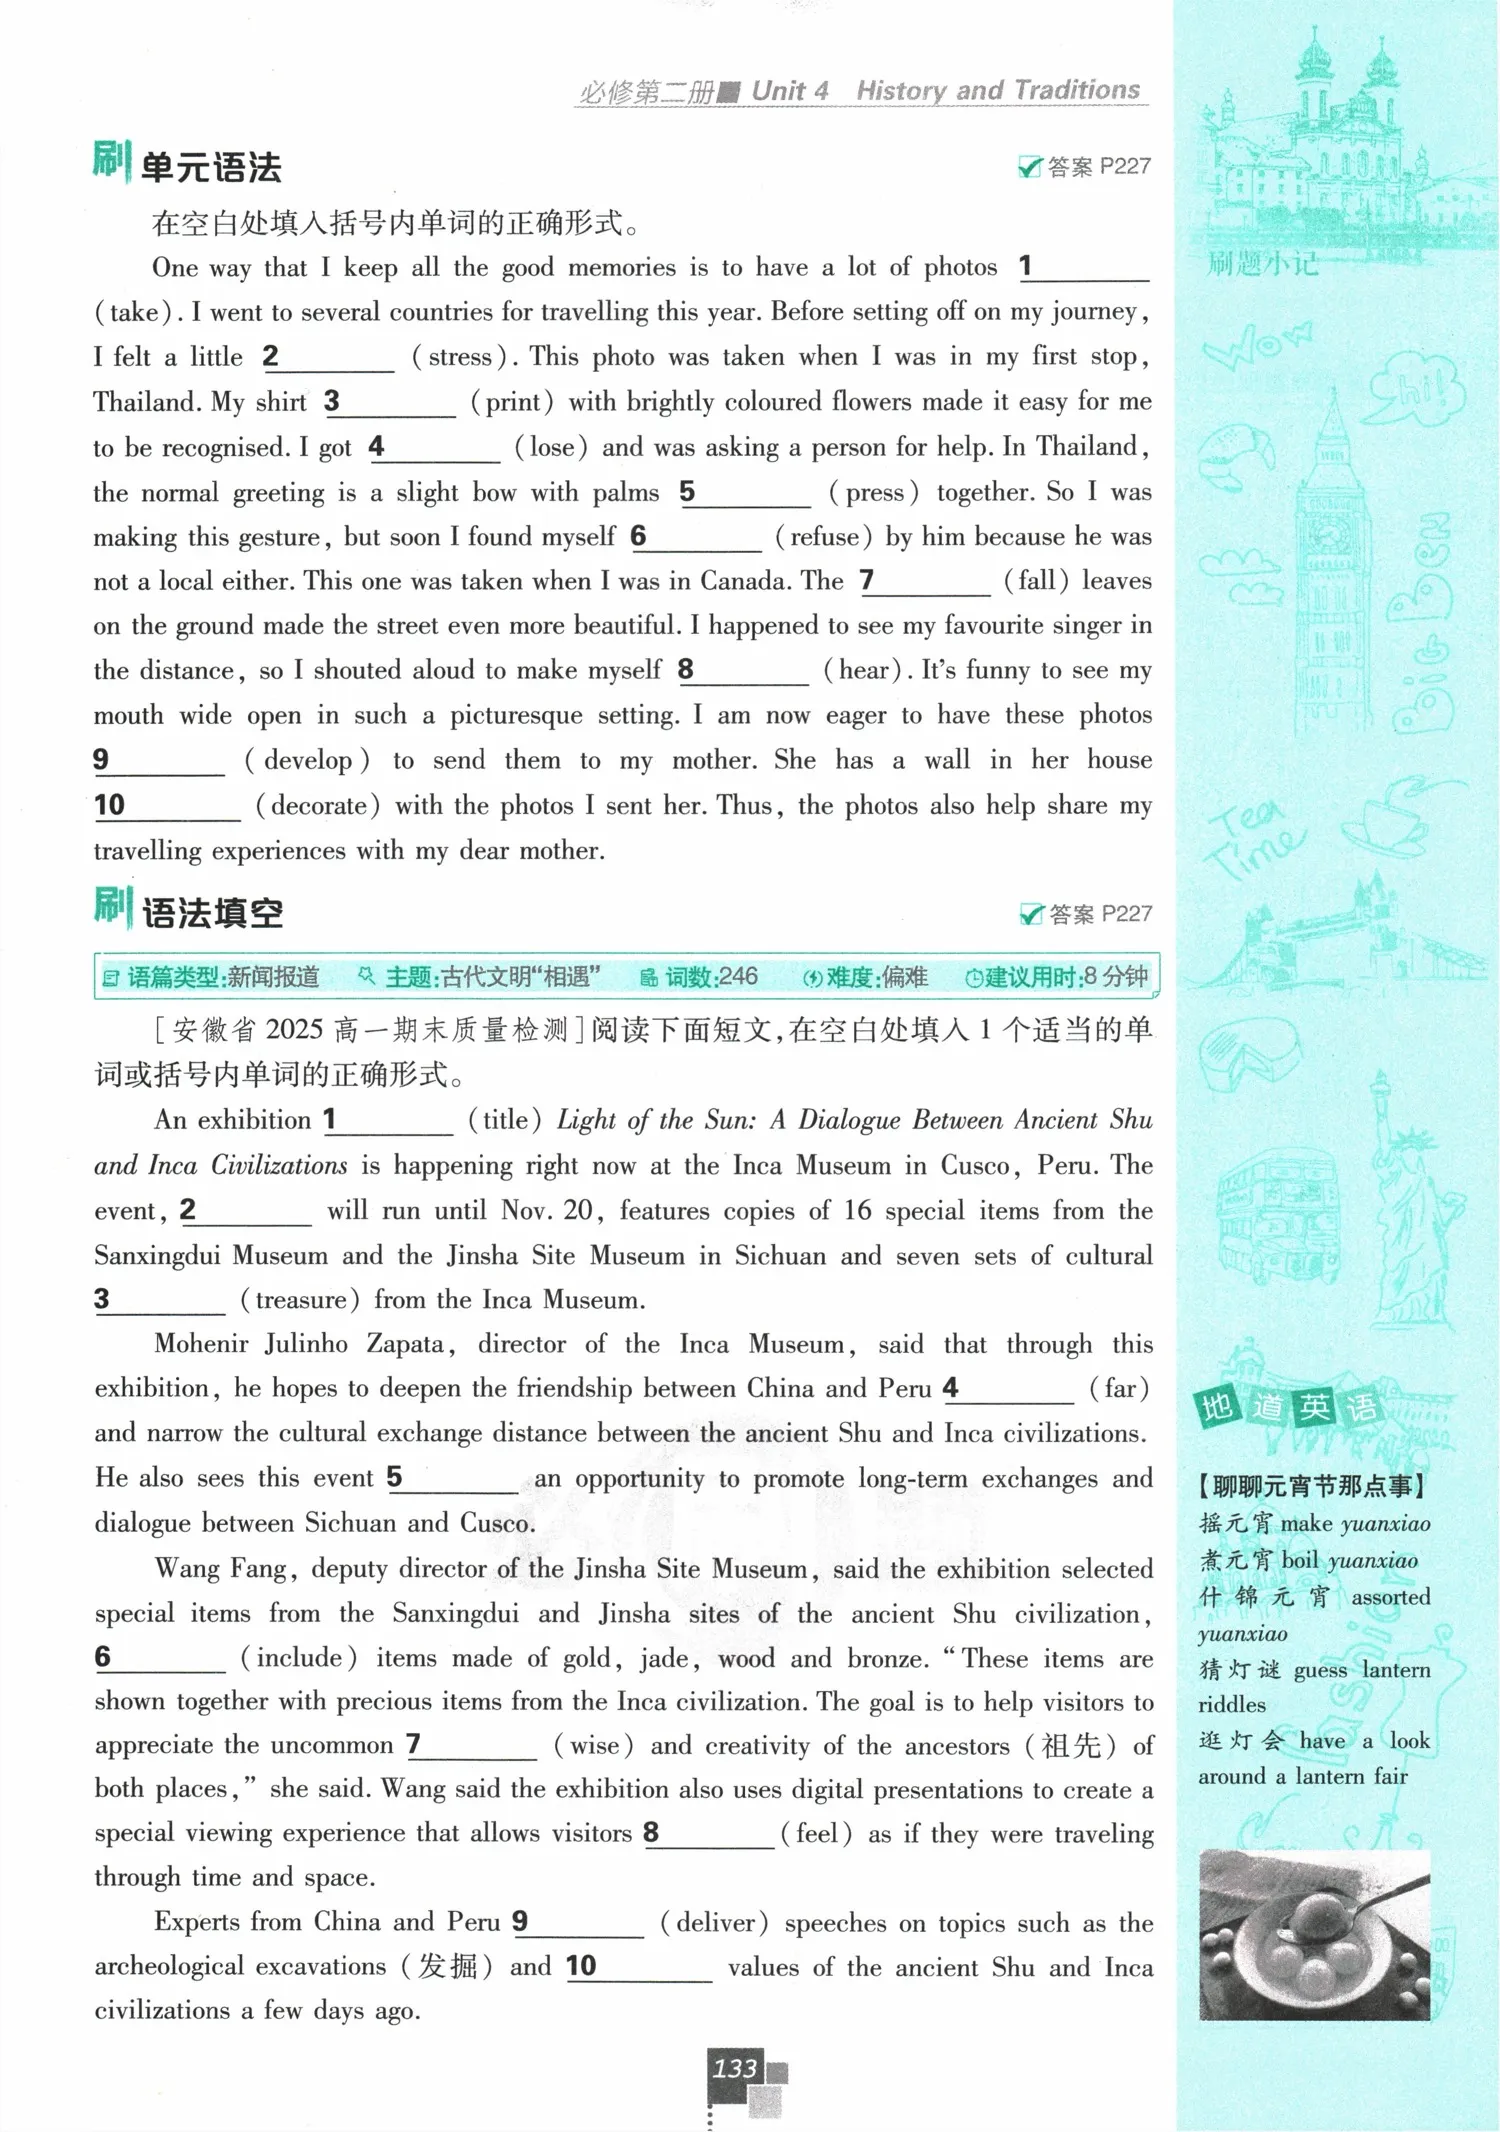 必修第二册 Unit 4 History and Traditions
刷 单元语法
答案 P227
在空白处填入括号内单词的正确形式。
One way that I keep all the good memories is to have a lot of photos 1________
(take). I went to several countries for travelling this year. Before setting off on my journey,
I felt a little 2________ (stress). This photo was taken when I was in my first stop,
Thailand. My shirt 3________ (print) with brightly coloured flowers made it easy for me
to be recognised. I got 4________ (lose) and was asking a person for help. In Thailand,
the normal greeting is a slight bow with palms 5________ (press) together. So I was
making this gesture, but soon I found myself 6________ (refuse) by him because he was
not a local either. This one was taken when I was in Canada. The 7________ (fall) leaves
on the ground made the street even more beautiful. I happened to see my favourite singer in
the distance, so I shouted aloud to make myself 8________ (hear). It's funny to see my
mouth wide open in such a picturesque setting. I am now eager to have these photos
9________ (develop) to send them to my mother. She has a wall in her house
10________ (decorate) with the photos I sent her. Thus, the photos also help share my
travelling experiences with my dear mother.
刷 语法填空
答案 P227
语篇类型:新闻报道 主题:古代文明“相遇” 词数:246 难度:偏难 建议用时:8分钟
[安徽省2025高一期末质量检测]阅读下面短文,在空白处填入1个适当的单
词或括号内单词的正确形式。
An exhibition 1________ (title) Light of the Sun: A Dialogue Between Ancient Shu
and Inca Civilizations is happening right now at the Inca Museum in Cusco, Peru. The
event, 2________ will run until Nov. 20, features copies of 16 special items from the
Sanxingdui Museum and the Jinsha Site Museum in Sichuan and seven sets of cultural
3________ (treasure) from the Inca Museum.
Mohenir Julinho Zapata, director of the Inca Museum, said that through this
exhibition, he hopes to deepen the friendship between China and Peru 4________ (far)
and narrow the cultural exchange distance between the ancient Shu and Inca civilizations.
He also sees this event 5________ an opportunity to promote long-term exchanges and
dialogue between Sichuan and Cusco.
Wang Fang, deputy director of the Jinsha Site Museum, said the exhibition selected
special items from the Sanxingdui and Jinsha sites of the ancient Shu civilization,
6________ (include) items made of gold, jade, wood and bronze. “These items are
shown together with precious items from the Inca civilization. The goal is to help visitors to
appreciate the uncommon 7________ (wise) and creativity of the ancestors (祖先) of
both places,” she said. Wang said the exhibition also uses digital presentations to create a
special viewing experience that allows visitors 8________ (feel) as if they were traveling
through time and space.
Experts from China and Peru 9________ (deliver) speeches on topics such as the
archeological excavations (发掘) and 10________ values of the ancient Shu and Inca
civilizations a few days ago.
133
刷题小记
Wow
hi!
Big Ben
Tea
Time
地道英语
【聊聊元宵节那点事】
摇元宵 make yuanxiao
煮元宵 boil yuanxiao
什锦元宵 assorted
yuanxiao
猜灯谜 guess lantern
riddles
逛灯会 have a look
around a lantern fair
fashion